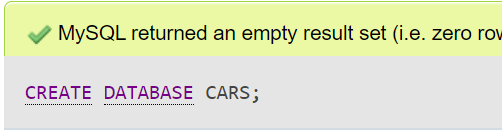 MySQL returned an empty result set (i.e. zero
CREATE DATABASE CARS;